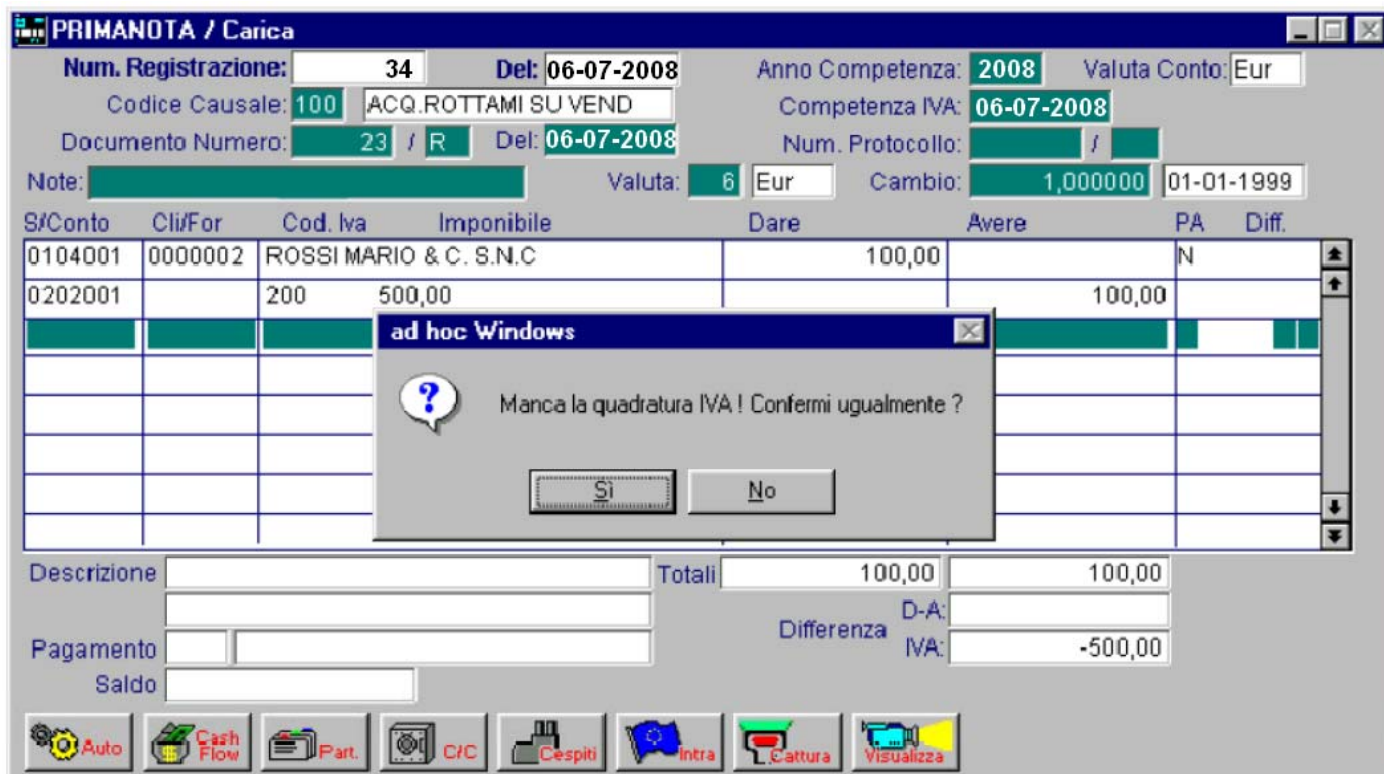 PRIMANOTA / Carica
Num. Registrazione: 34 Del: 06-07-2008 Anno Competenza: 2008 Valuta Conto: Eur
Codice Causale: 100 ACQ.ROTTAMI SU VEND Competenza IVA: 06-07-2008
Documento Numero: 23 / R Del: 06-07-2008 Num. Protocollo: /
Note: Valuta: 6 Eur Cambio: 1,000000 01-01-1999
S/Conto Cli/For Cod. Iva Imponibile Dare Avere PA Diff.
0104001 0000002 ROSSI MARIO & C. S.N.C 100,00 N
0202001 200 500,00 100,00
ad hoc Windows
Manca la quadratura IVA ! Confermi ugualmente ?
Sì No
Descrizione Totali 100,00 100,00
Differenza D-A:
Pagamento IVA: -500,00
Saldo
Auto Cash Flow Part. C/C Cespiti Intra Cattura Visualizza